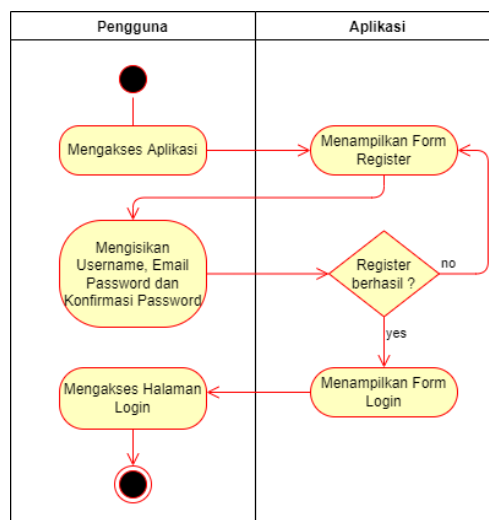 Pengguna
Aplikasi
Mengakses Aplikasi
Menampilkan Form
Register
Mengisikan
Username, Email
Password dan
Konfirmasi Password
Register
berhasil ?
no
yes
Mengakses Halaman
Login
Menampilkan Form
Login